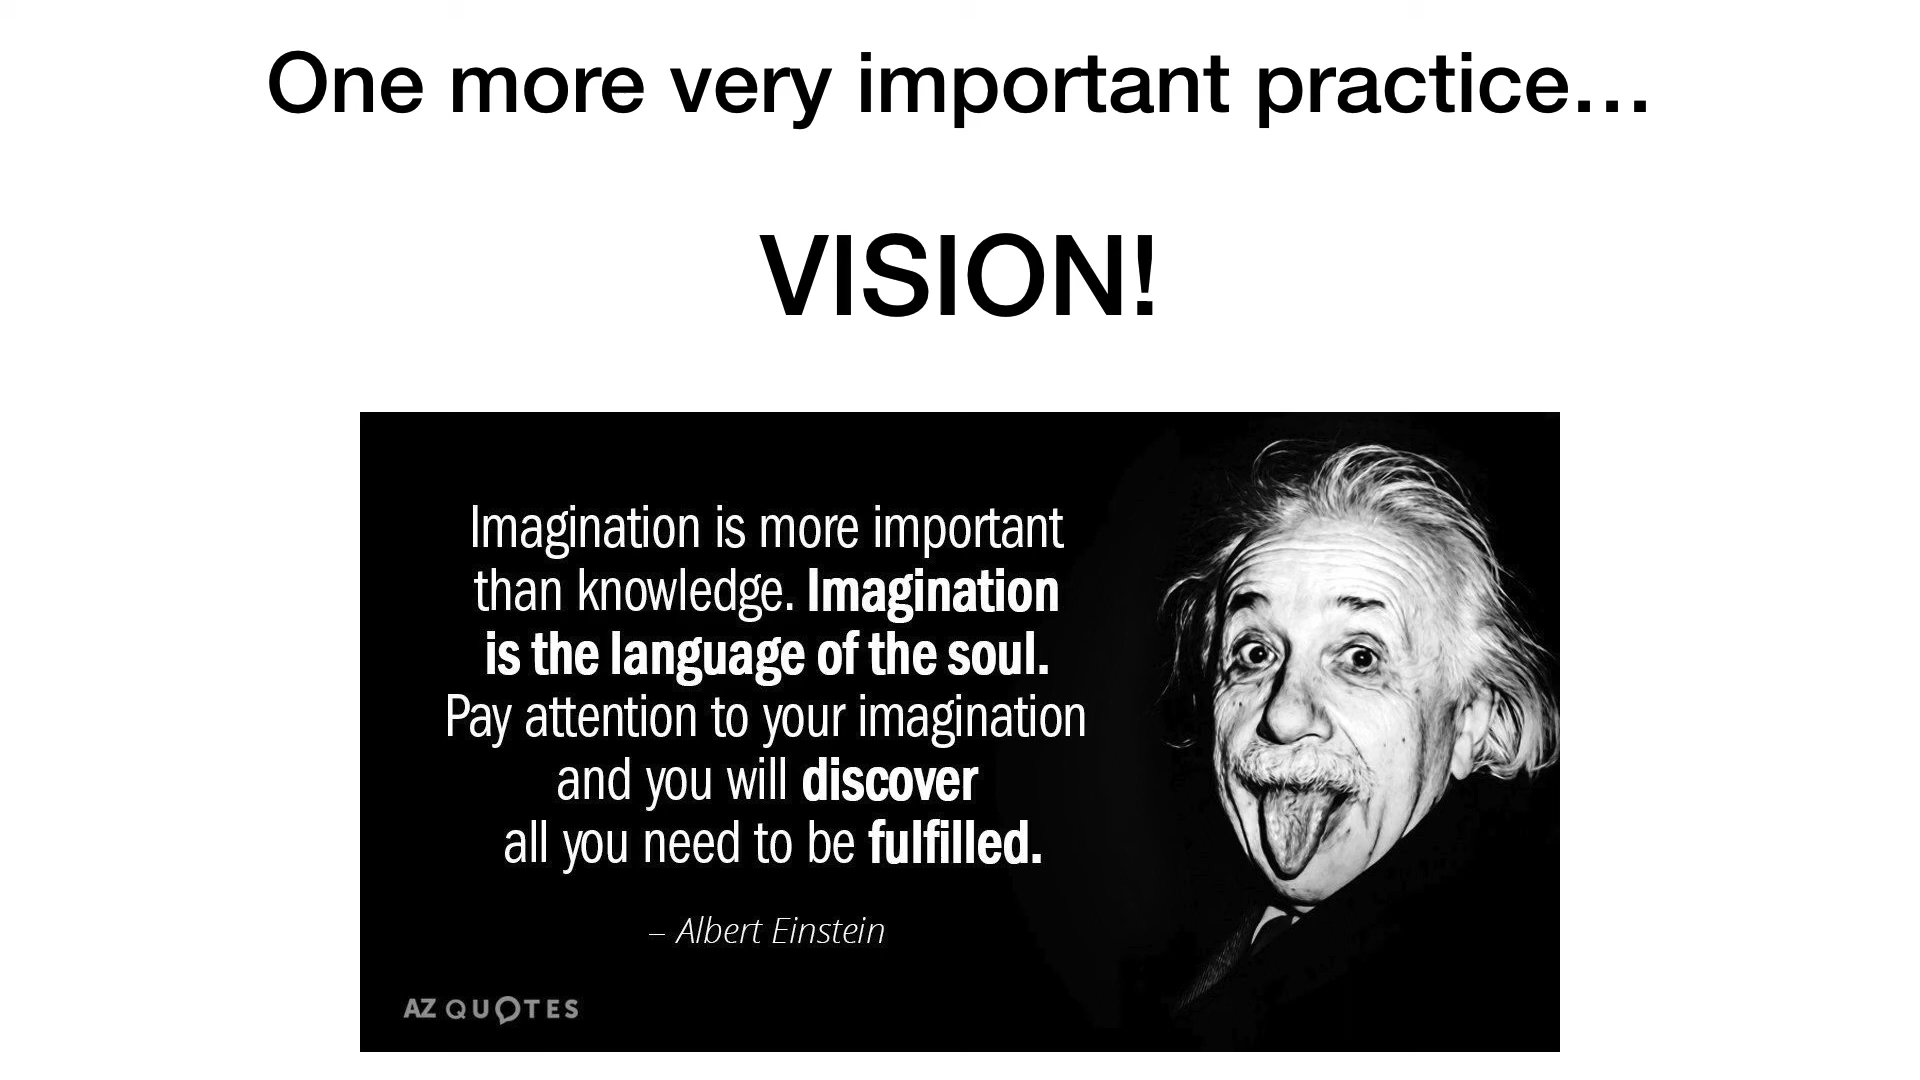 One more very important practice…
VISION!
Imagination is more important
than knowledge. Imagination
is the language of the soul.
Pay attention to your imagination
and you will discover
all you need to be fulfilled.
– Albert Einstein
AZ QUOTES